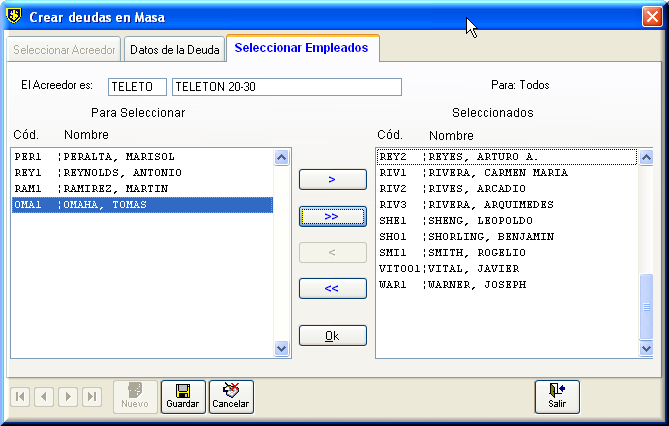 Crear deudas en Masa
Seleccionar Acreedor
Datos de la Deuda
Seleccionar Empleados
El Acreedor es: TELETO TELETON 20-30 Para: Todos
Para Seleccionar
Cód. Nombre
PER1 ¦PERALTA, MARISOL
REY1 ¦REYNOLDS, ANTONIO
RAM1 ¦RAMIREZ, MARTIN
OMA1 ¦OMAHA, TOMAS
>
>>
<
<<
Ok
Seleccionados
Cód. Nombre
REY2 ¦REYES, ARTURO A.
RIV1 ¦RIVERA, CARMEN MARIA
RIV2 ¦RIVES, ARCADIO
RIV3 ¦RIVERA, ARQUIMEDES
SHE1 ¦SHENG, LEOPOLDO
SHO1 ¦SHORLING, BENJAMIN
SMI1 ¦SMITH, ROGELIO
VITOO1¦VITAL, JAVIER
WAR1 ¦WARNER, JOSEPH
Nuevo
Guardar
Cancelar
Salir